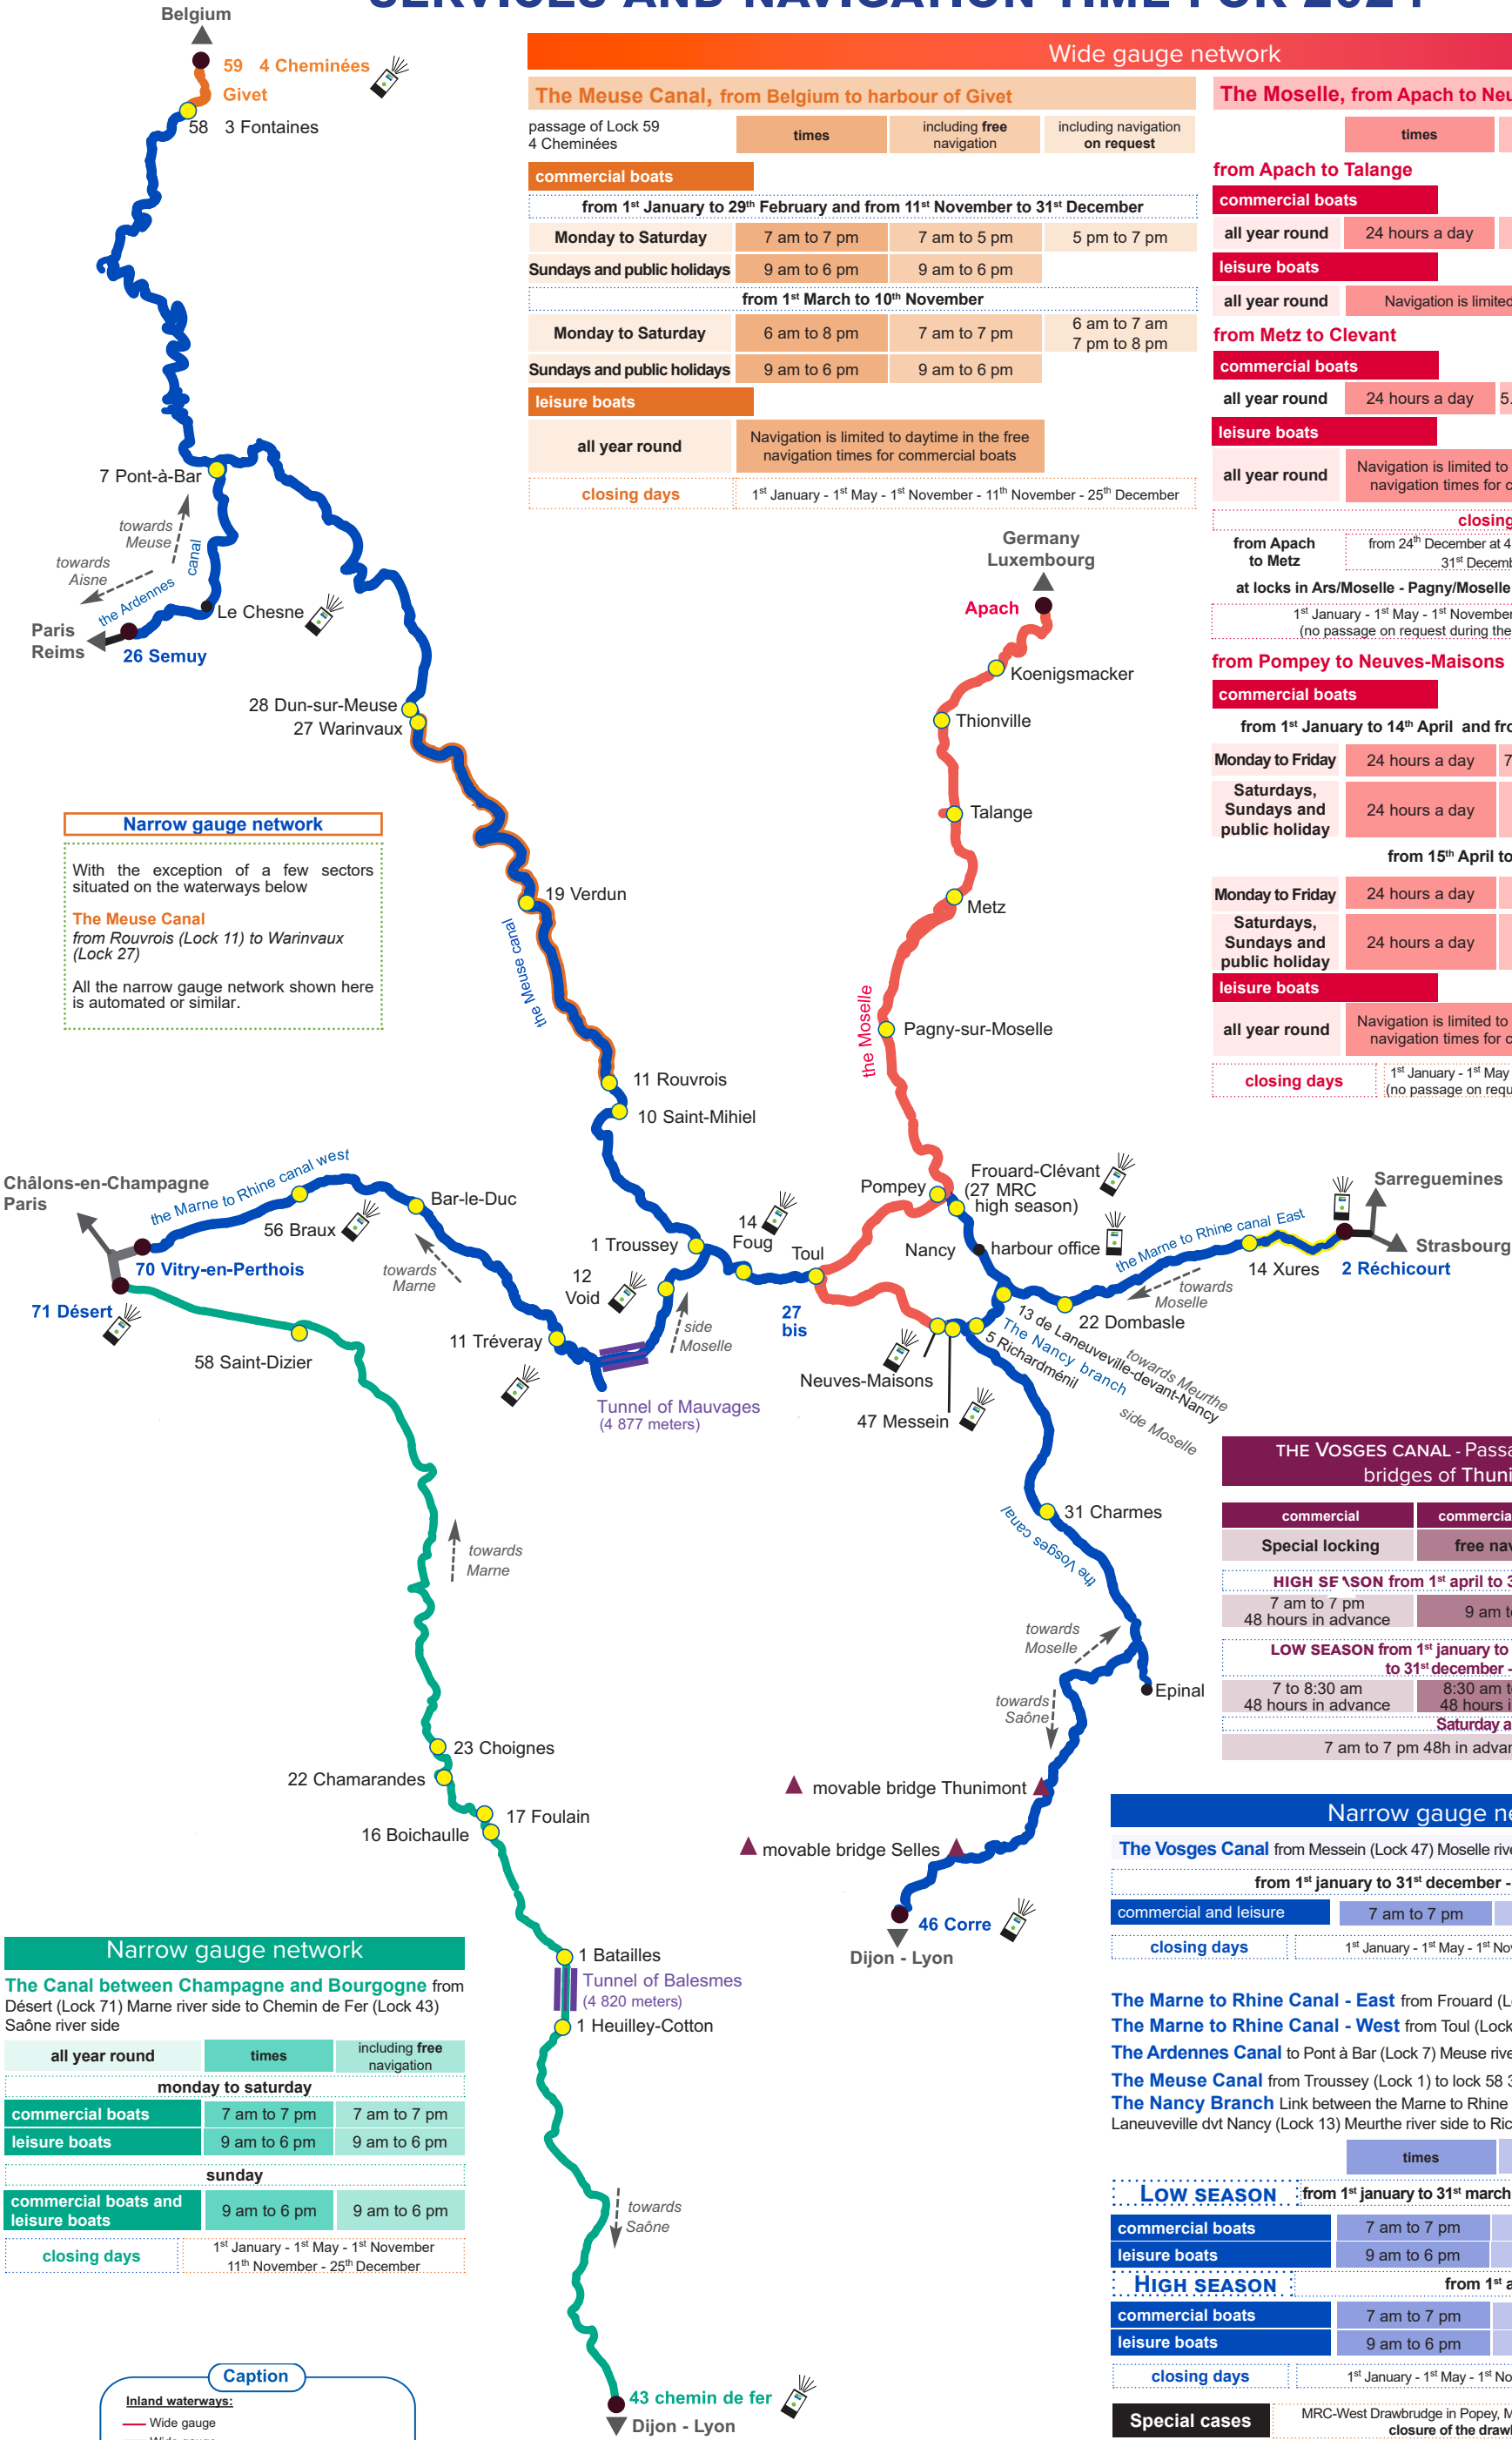 SERVICES AND NAVIGATION TIME FOR 2024
Belgium
59 4 Cheminées
Givet
58 3 Fontaines
7 Pont-à-Bar
towards
Meuse
towards
Aisne
the Ardennes
canal
Le Chesne
Paris
Reims
26 Semuy
28 Dun-sur-Meuse
27 Warinvaux
19 Verdun
the Meuse canal
11 Rouvrois
10 Saint-Mihiel
Narrow gauge network
With the exception of a few sectors
situated on the waterways below
The Meuse Canal
from Rouvrois (Lock 11) to Warinvaux
(Lock 27)
All the narrow gauge network shown here
is automated or similar.
Wide gauge network
The Meuse Canal, from Belgium to harbour of Givet
passage of Lock 59
4 Cheminées
times
including free
navigation
including navigation
on request
commercial boats
from 1st January to 29th February and from 11st November to 31st December
Monday to Saturday 7 am to 7 pm 7 am to 5 pm 5 pm to 7 pm
Sundays and public holidays 9 am to 6 pm 9 am to 6 pm
from 1st March to 10th November
Monday to Saturday 6 am to 8 pm 7 am to 7 pm 6 am to 7 am
7 pm to 8 pm
Sundays and public holidays 9 am to 6 pm 9 am to 6 pm
leisure boats
all year round
Navigation is limited to daytime in the free
navigation times for commercial boats
closing days 1st January - 1st May - 1st November - 11th November - 25th December
The Moselle, from Apach to Neu
times
from Apach to Talange
commercial boats
all year round 24 hours a day
leisure boats
all year round Navigation is limited
from Metz to Clevant
commercial boats
all year round 24 hours a day 5.
leisure boats
all year round
Navigation is limited to
navigation times for c
closing
from Apach
to Metz
from 24th December at 4
31st Decemb
at locks in Ars/Moselle - Pagny/Moselle
1st January - 1st May - 1st November
(no passage on request during the
from Pompey to Neuves-Maisons
commercial boats
from 1st January to 14th April and fro
Monday to Friday 24 hours a day 7
Saturdays,
Sundays and
public holiday
24 hours a day
from 15th April to
Monday to Friday 24 hours a day
Saturdays,
Sundays and
public holiday
24 hours a day
leisure boats
all year round
Navigation is limited to
navigation times for c
closing days
1st January - 1st May
(no passage on requ
Germany
Luxembourg
Apach
Koenigsmacker
Thionville
Talange
Metz
the Moselle
Pagny-sur-Moselle
Pompey
Frouard-Clévant
(27 MRC
high season)
Nancy
harbour office
the Marne to Rhine canal East
Sarreguemines
Strasbourg
14 Xures
2 Réchicourt
towards
Moselle
22 Dombasle
13 de Laneuveville-devant-Nancy
The Nancy branch
5 Richardménil
towards Meurthe
side Moselle
Neuves-Maisons
47 Messein
Châlons-en-Champagne
Paris
the Marne to Rhine canal west
56 Braux
Bar-le-Duc
70 Vitry-en-Perthois
71 Désert
58 Saint-Dizier
towards
Marne
11 Tréveray
12
Void
1 Troussey
14
Foug
Toul
27
bis
side
Moselle
Tunnel of Mauvages
(4 877 meters)
31 Charmes
the Vosges canal
towards
Moselle
towards
Saône
Epinal
movable bridge Thunimont
movable bridge Selles
46 Corre
Dijon - Lyon
towards
Marne
23 Choignes
22 Chamarandes
17 Foulain
16 Boichaulle
1 Batailles
Tunnel of Balesmes
(4 820 meters)
1 Heuilley-Cotton
towards
Saône
43 chemin de fer
Dijon - Lyon
THE VOSGES CANAL - Passa
bridges of Thuni
commercial commercia
Special locking free nav
HIGH SEASON from 1st april to 3
7 am to 7 pm
48 hours in advance
9 am t
LOW SEASON from 1st january to
to 31st december -
7 to 8:30 am
48 hours in advance
8:30 am t
48 hours i
Saturday a
7 am to 7 pm 48h in advan
Narrow gauge ne
The Vosges Canal from Messein (Lock 47) Moselle rive
from 1st january to 31st december -
commercial and leisure 7 am to 7 pm
closing days 1st January - 1st May - 1st Nov
The Marne to Rhine Canal - East from Frouard (L
The Marne to Rhine Canal - West from Toul (Lock
The Ardennes Canal to Pont à Bar (Lock 7) Meuse rive
The Meuse Canal from Troussey (Lock 1) to lock 58 3
The Nancy Branch Link between the Marne to Rhine
Laneuveville dvt Nancy (Lock 13) Meurthe river side to Ric
times
LOW SEASON from 1st january to 31st march
commercial boats 7 am to 7 pm
leisure boats 9 am to 6 pm
HIGH SEASON from 1st a
commercial boats 7 am to 7 pm
leisure boats 9 am to 6 pm
closing days 1st January - 1st May - 1st No
Special cases
MRC-West Drawbrudge in Popey, M
closure of the drawb
Narrow gauge network
The Canal between Champagne and Bourgogne from
Désert (Lock 71) Marne river side to Chemin de Fer (Lock 43)
Saône river side
all year round times including free
navigation
monday to saturday
commercial boats 7 am to 7 pm 7 am to 7 pm
leisure boats 9 am to 6 pm 9 am to 6 pm
sunday
commercial boats and
leisure boats
9 am to 6 pm 9 am to 6 pm
closing days
1st January - 1st May - 1st November
11th November - 25th December
Caption
Inland waterways:
Wide gauge